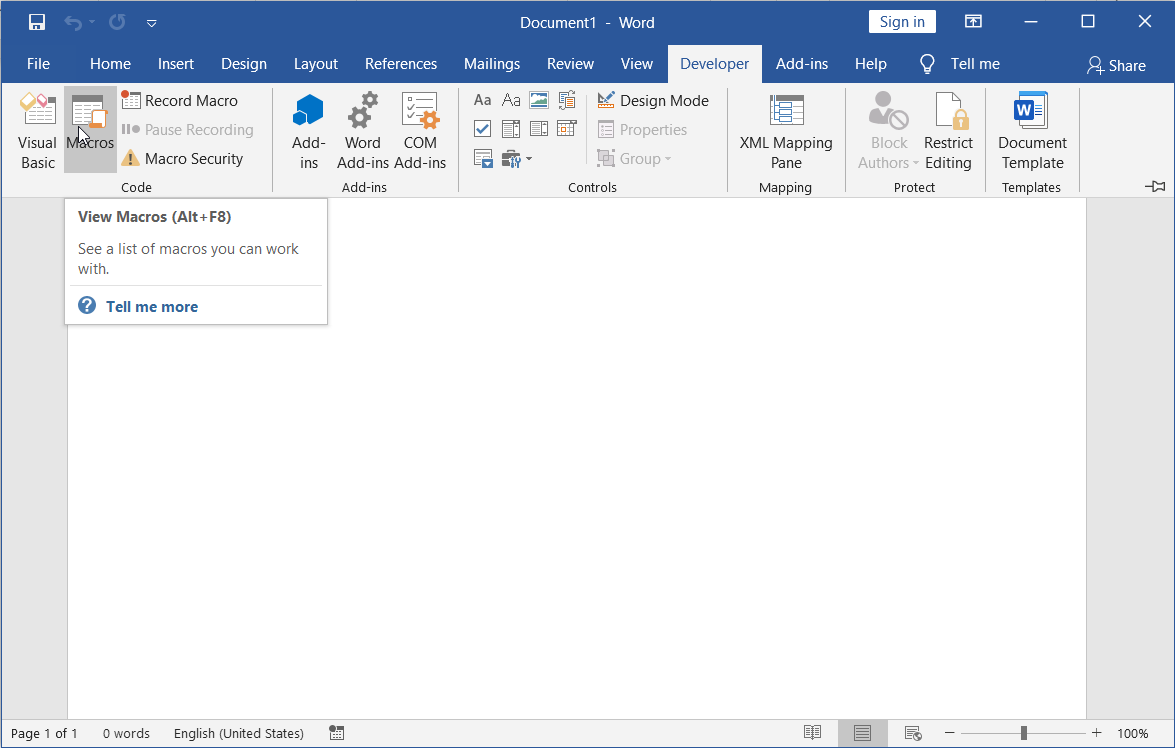 Document1 - Word
Sign in
File Home Insert Design Layout References Mailings Review View Developer Add-ins Help Tell me Share
Visual Basic
Macros
Record Macro
Pause Recording
Macro Security
Code
Add-ins
Word Add-ins
COM Add-ins
Add-ins
Aa Aa
Design Mode
Properties
Group
Controls
XML Mapping Pane
Mapping
Block Authors
Restrict Editing
Protect
W
Document Template
Templates
View Macros (Alt+F8)
See a list of macros you can work
with.
? Tell me more
Page 1 of 1 0 words English (United States) 100%